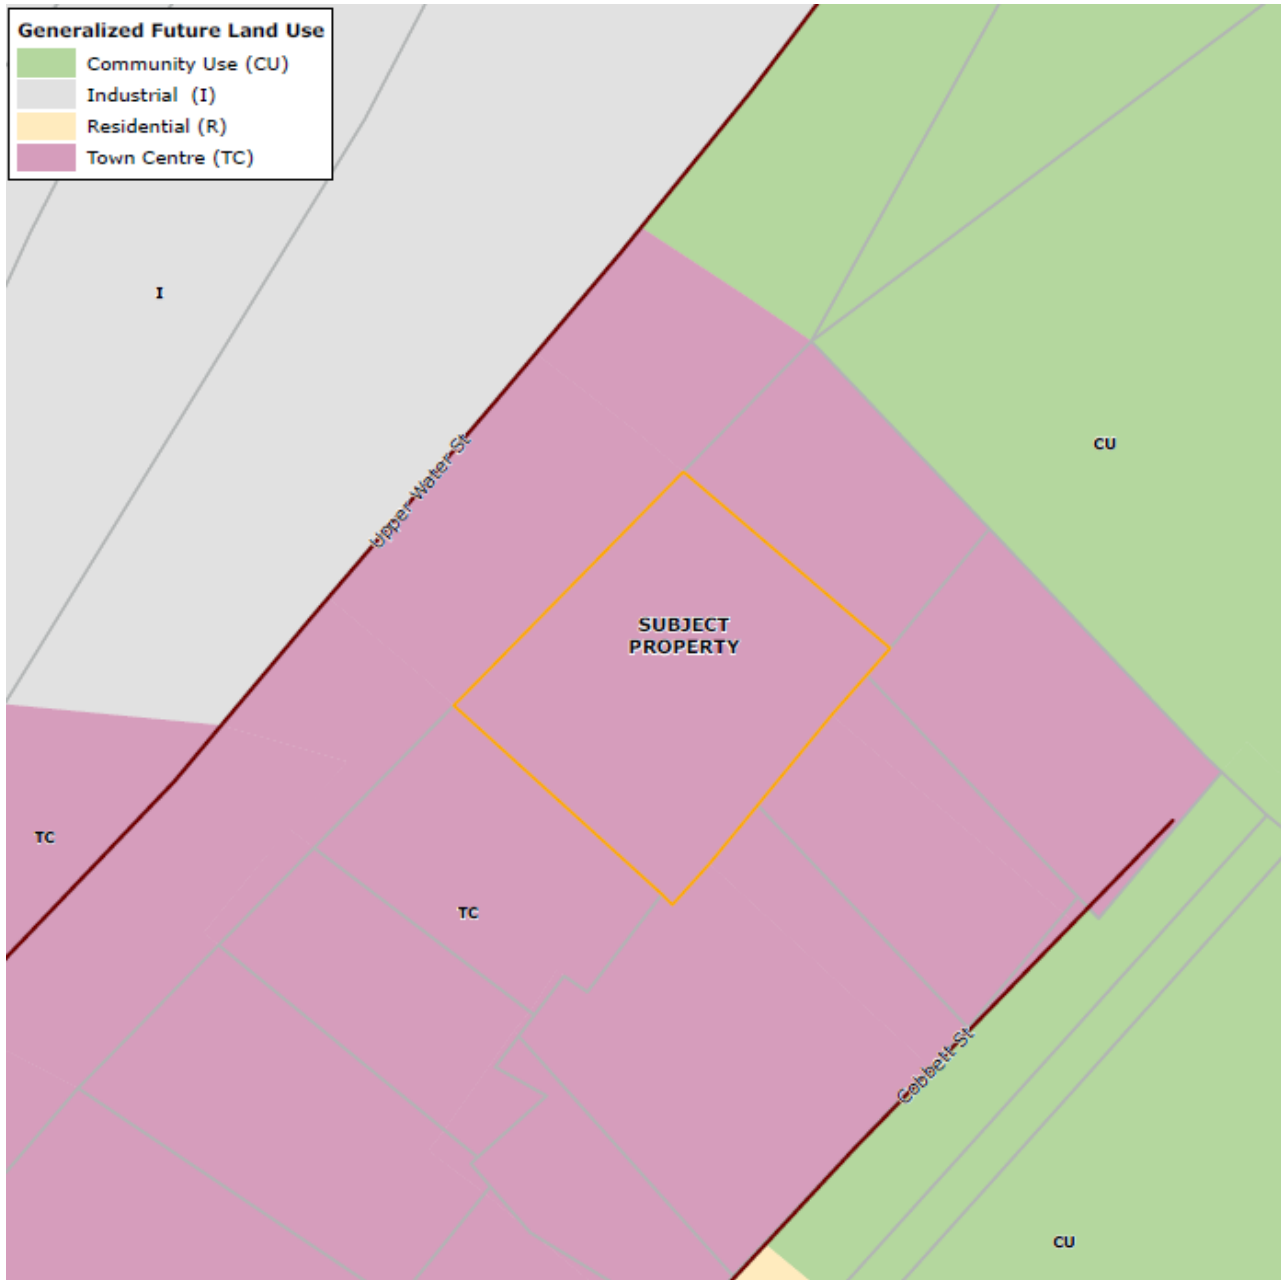 Generalized Future Land Use
Community Use (CU)
Industrial (I)
Residential (R)
Town Centre (TC)
I
CU
Upper Water St
SUBJECT
PROPERTY
TC
TC
Cobbett St
CU